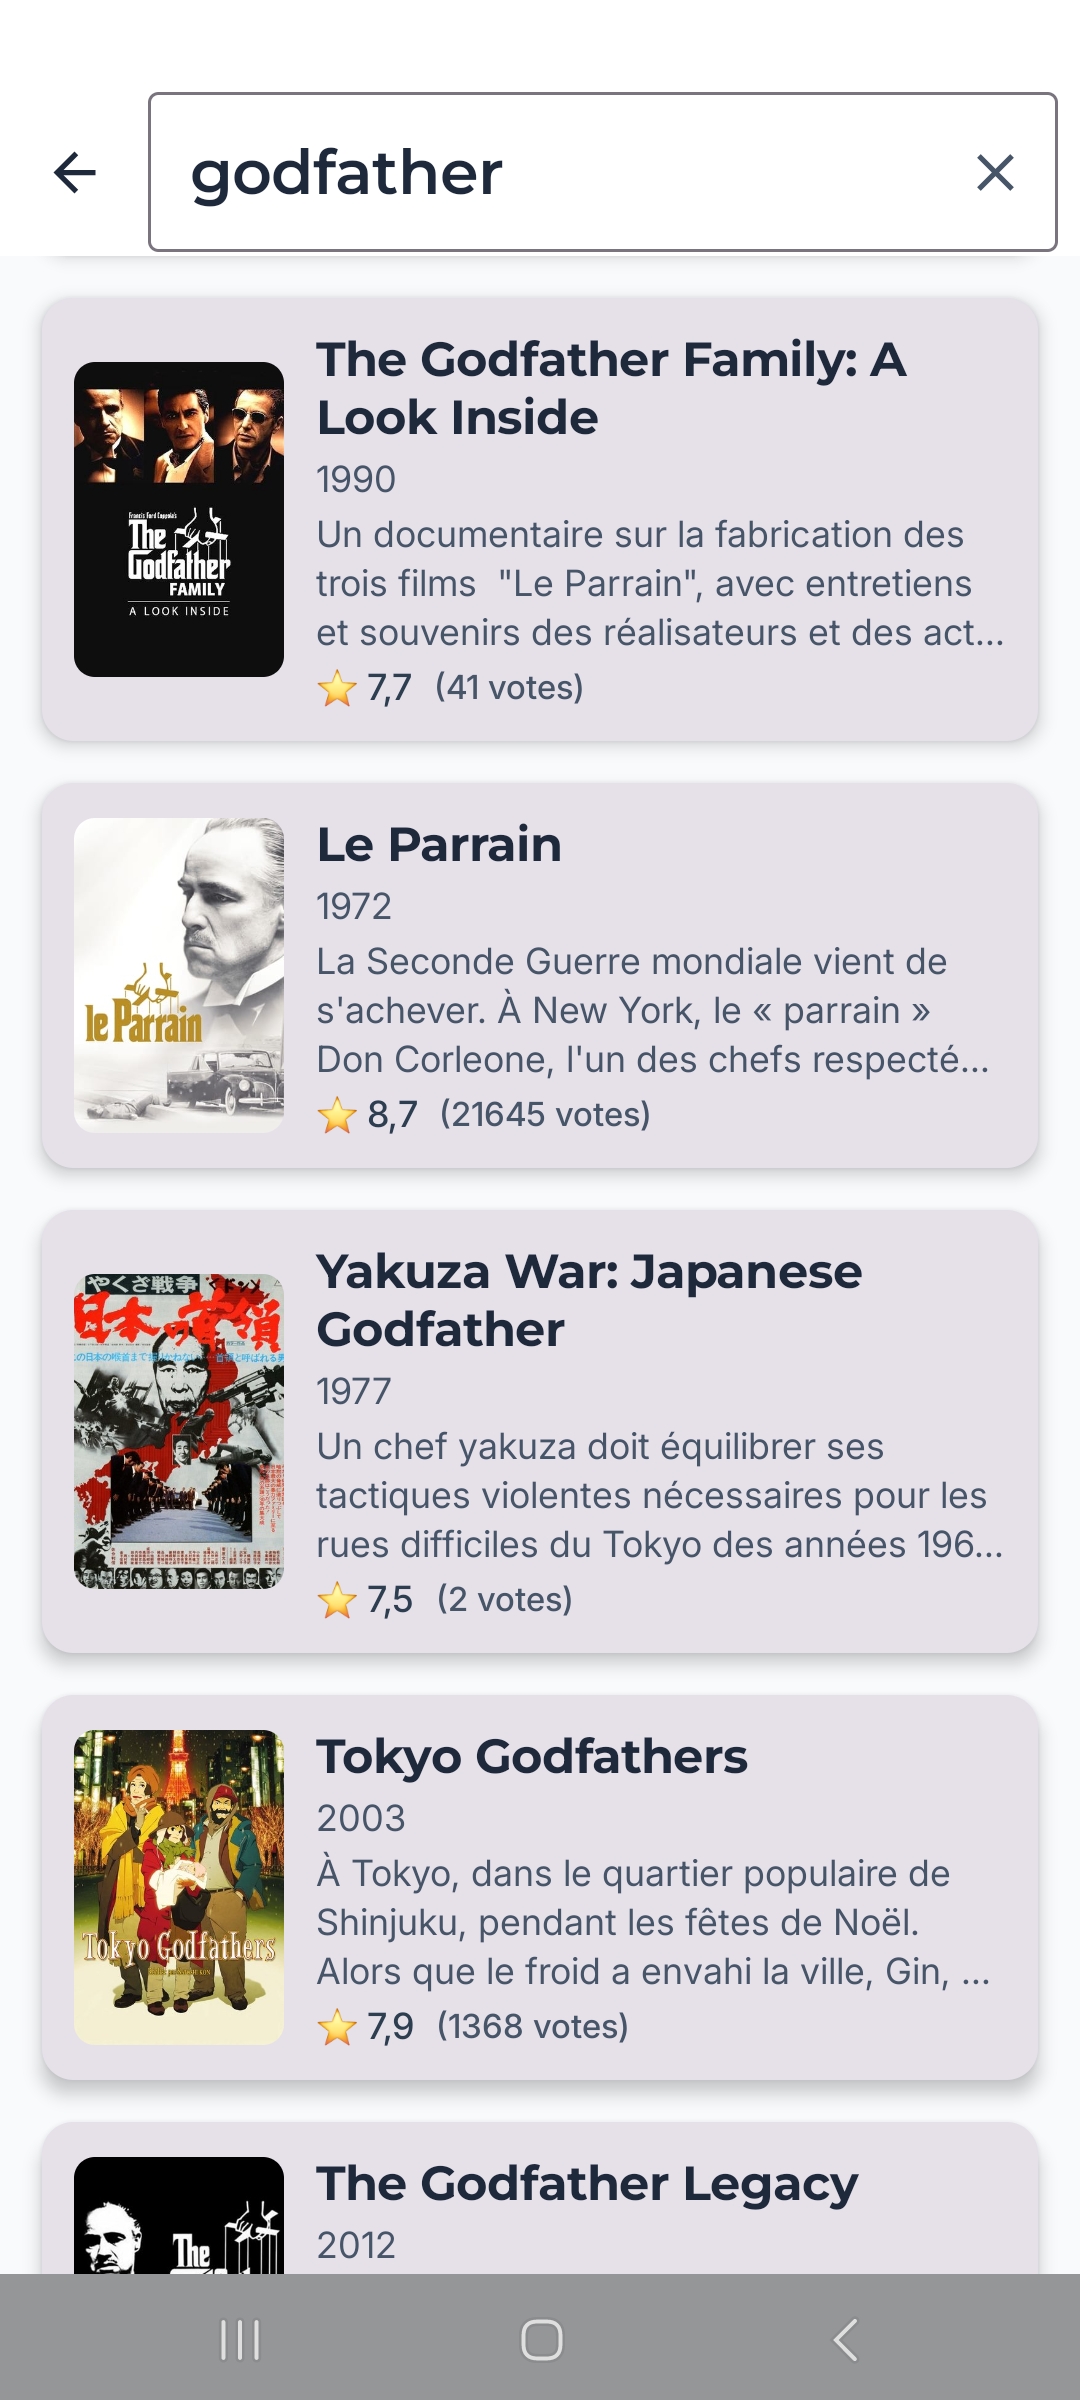 godfather
The Godfather Family: A
Look Inside
1990
Un documentaire sur la fabrication des
trois films  "Le Parrain", avec entretiens
et souvenirs des réalisateurs et des act...
7,7 (41 votes)
Francis Ford Coppola's
The
Godfather
FAMILY
A LOOK INSIDE
Le Parrain
1972
La Seconde Guerre mondiale vient de
s'achever. À New York, le « parrain »
Don Corleone, l'un des chefs respecté...
8,7 (21645 votes)
le Parrain
Yakuza War: Japanese
Godfather
1977
Un chef yakuza doit équilibrer ses
tactiques violentes nécessaires pour les
rues difficiles du Tokyo des années 196...
7,5 (2 votes)
やくざ戦争
日本の首領
Tokyo Godfathers
2003
À Tokyo, dans le quartier populaire de
Shinjuku, pendant les fêtes de Noël.
Alors que le froid a envahi la ville, Gin, ...
7,9 (1368 votes)
Tokyo Godfathers
The Godfather Legacy
2012
The